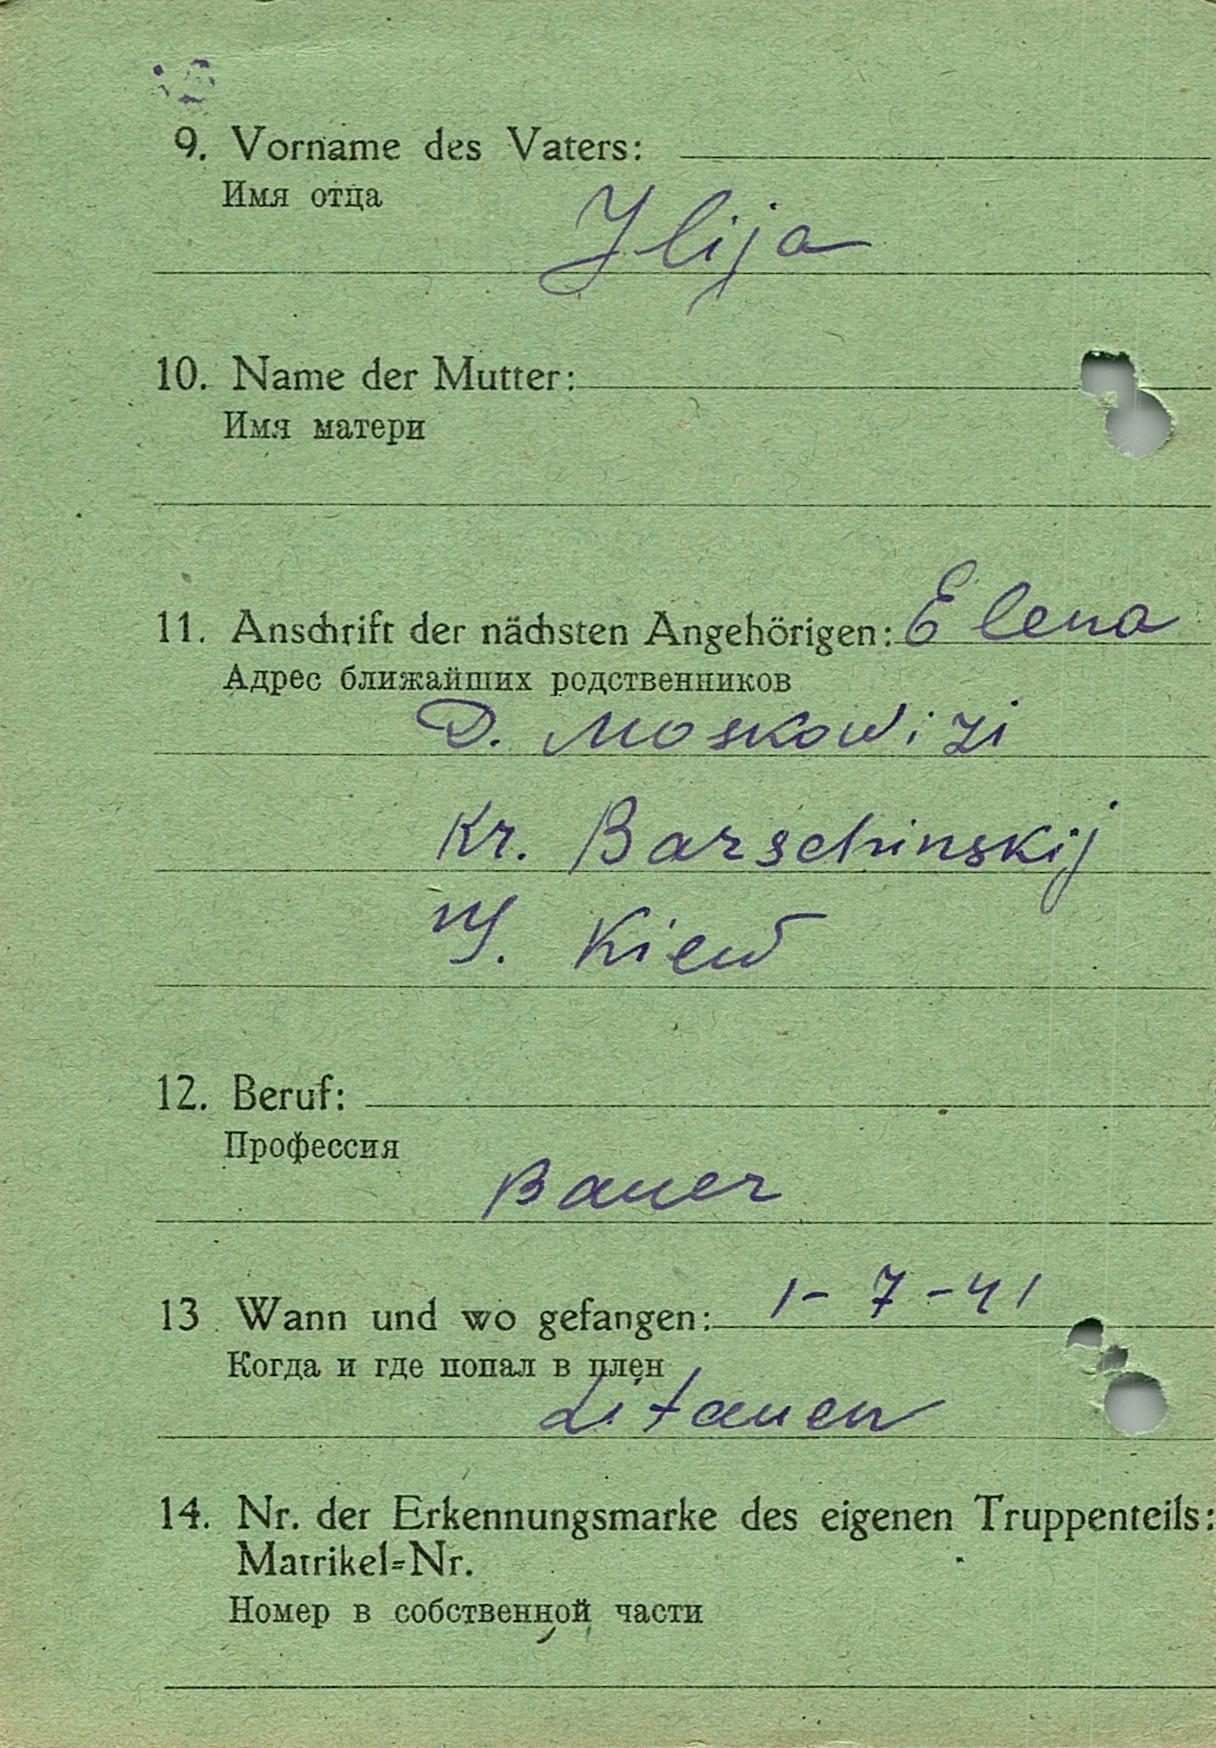 9. Vorname des Vaters:
Имя отца
Ilija
10. Name der Mutter:
Имя матери
11. Anschrift der nächsten Angehörigen: Elena
Адрес ближайших родственников
D. Moskowizi
Kr. Barschinskij
Kiew
12. Beruf:
Профессия
Bauer
13 Wann und wo gefangen: 1-7-41
Когда и где попал в плен
Litauen
14. Nr. der Erkennungsmarke des eigenen Truppenteils:
Matrikel=Nr.
Номер в собственной части